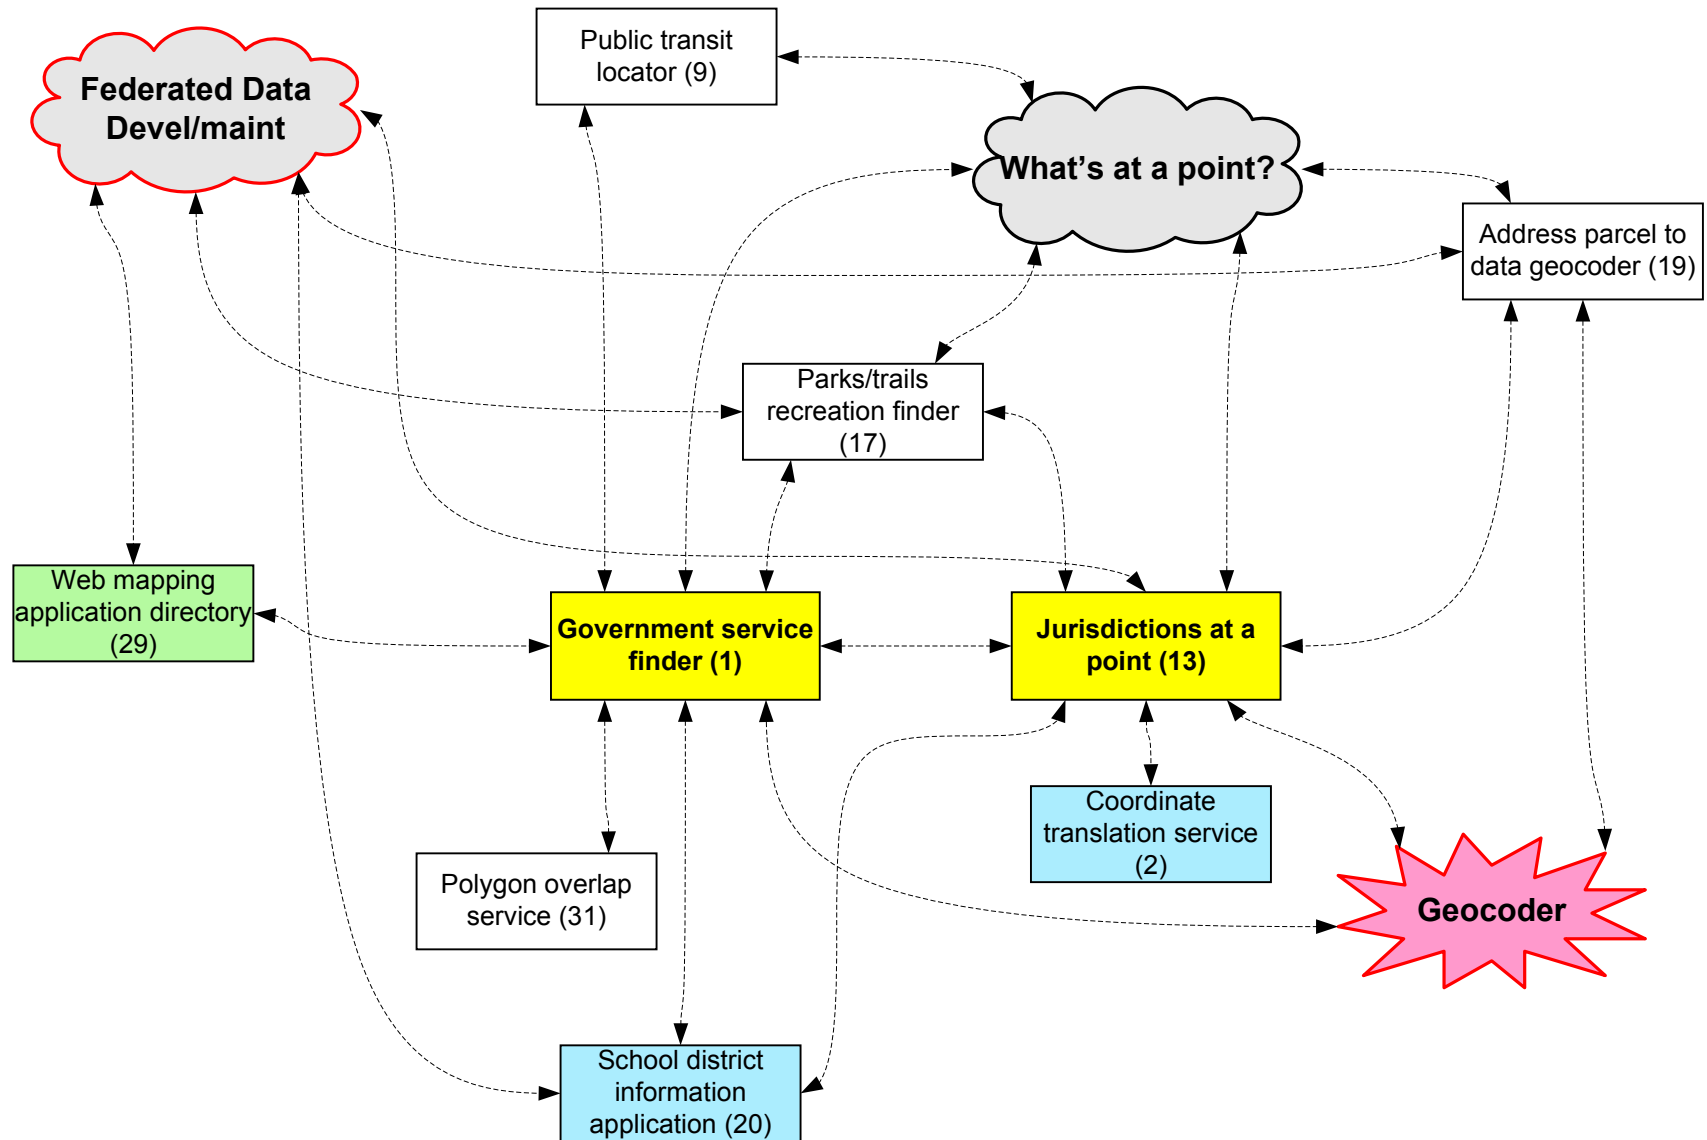 Public transit
locator (9)
Federated Data
Devel/maint
What's at a point?
Address parcel to
data geocoder (19)
Parks/trails
recreation finder
(17)
Web mapping
application directory
(29)
Government service
finder (1)
Jurisdictions at a
point (13)
Coordinate
translation service
(2)
Polygon overlap
service (31)
Geocoder
School district
information
application (20)